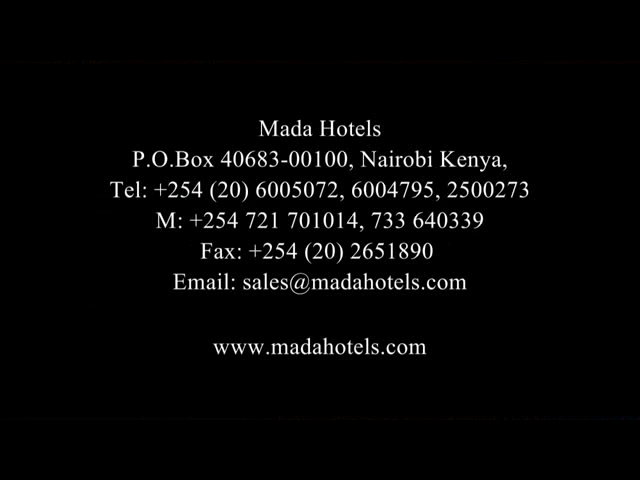 Mada Hotels
P.O.Box 40683-00100, Nairobi Kenya,
Tel: +254 (20) 6005072, 6004795, 2500273
M: +254 721 701014, 733 640339
Fax: +254 (20) 2651890
Email: sales@madahotels.com
www.madahotels.com